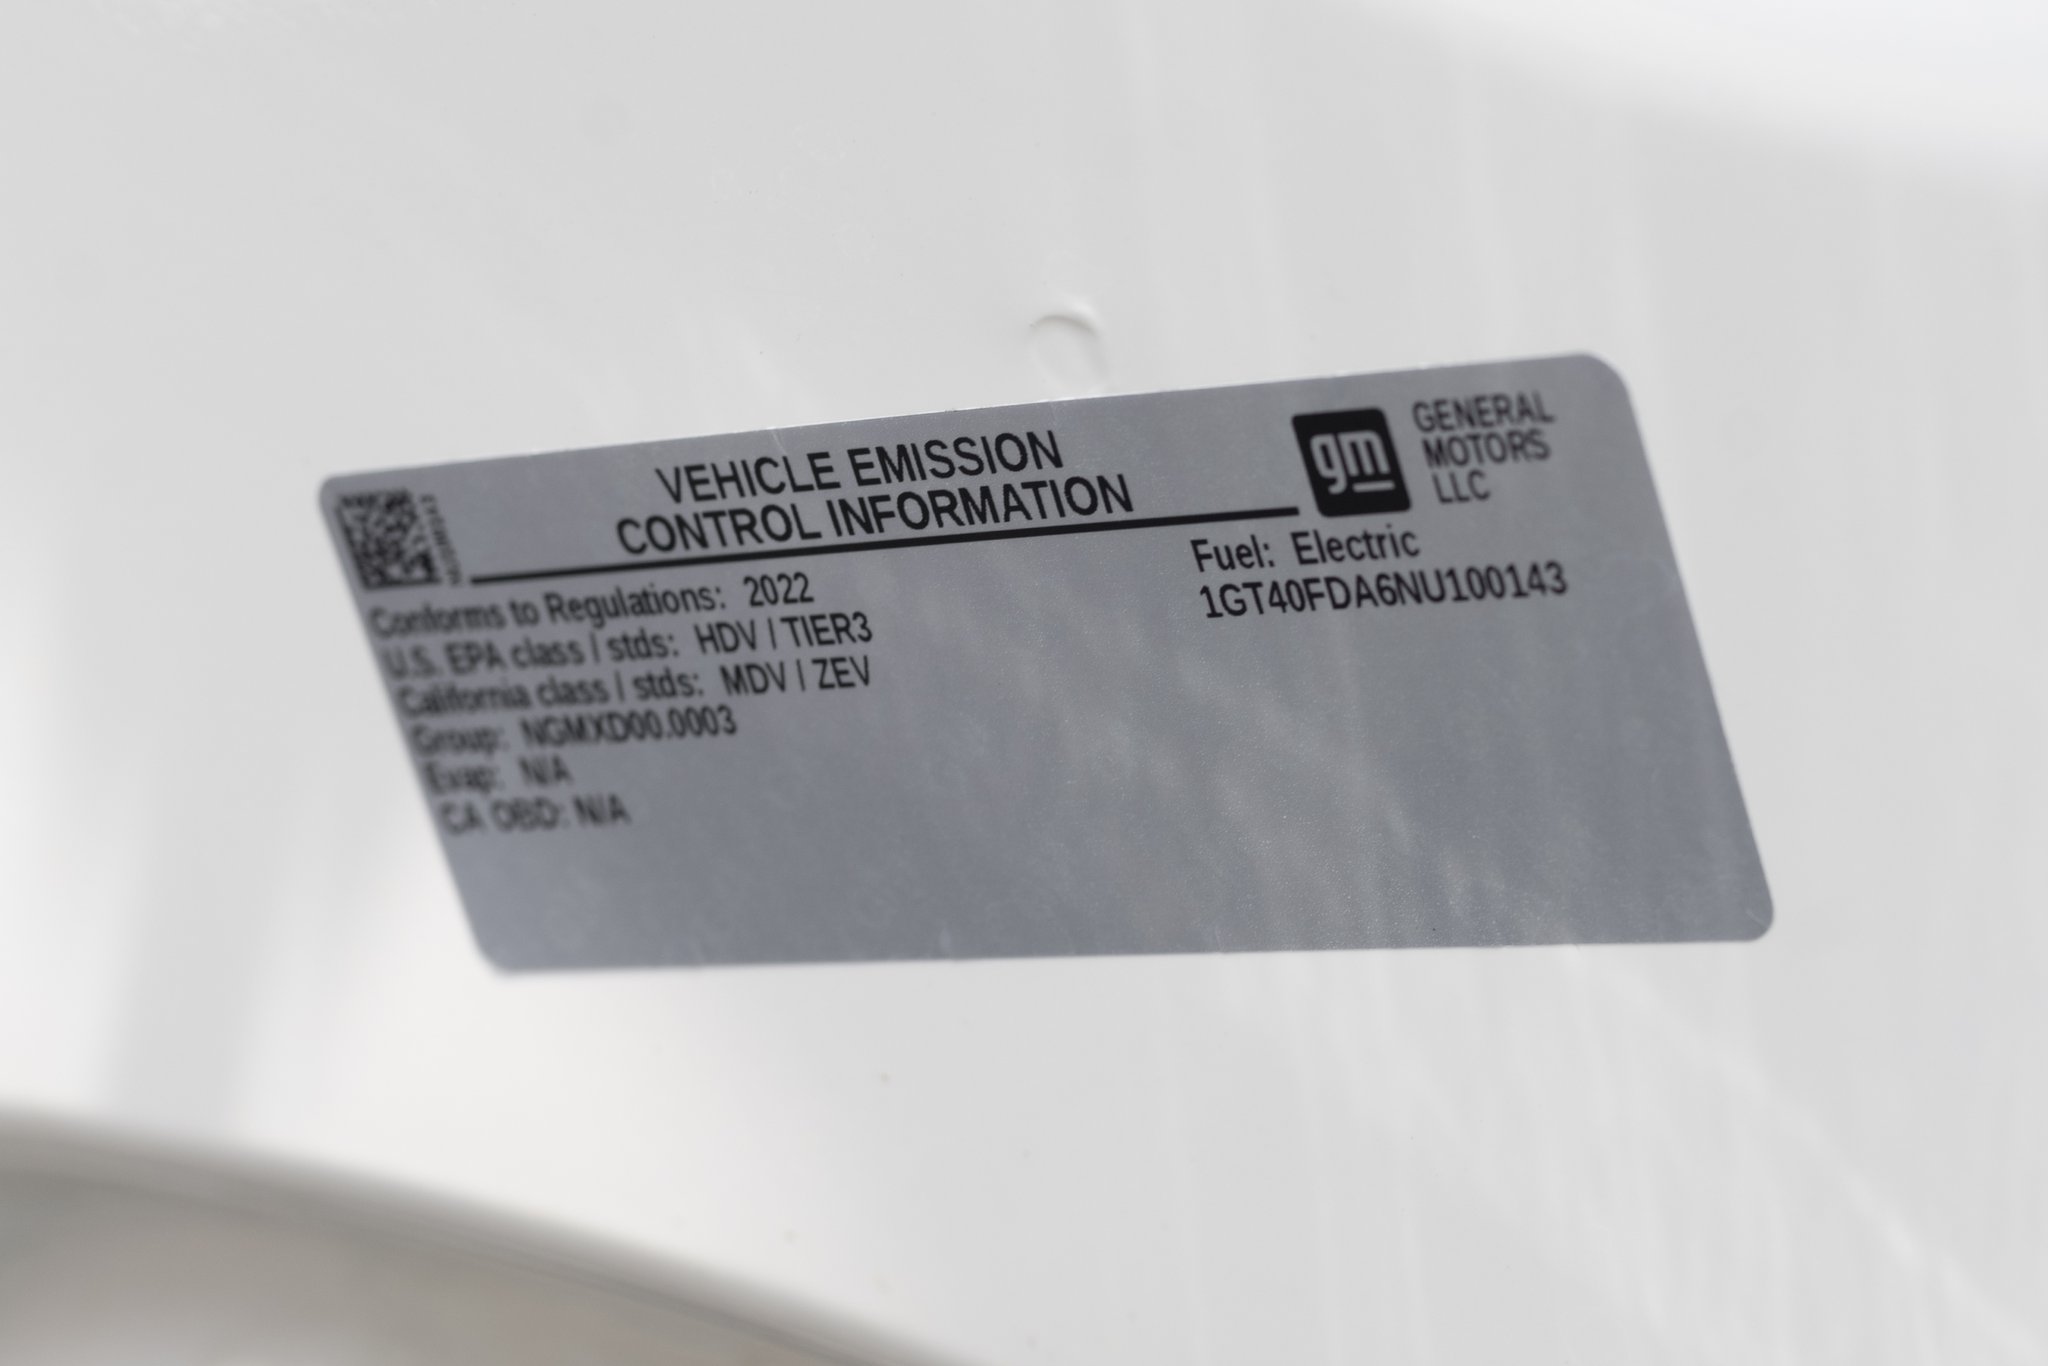 VEHICLE EMISSION
CONTROL INFORMATION
gm
GENERAL
MOTORS
LLC
Conforms to Regulations: 2022
U.S. EPA class / stds: HDV / TIER3
California class / stds: MDV / ZEV
Group: NGMXD00.0003
Evap: N/A
CA OBD: N/A
Fuel: Electric
1GT40FDA6NU100143